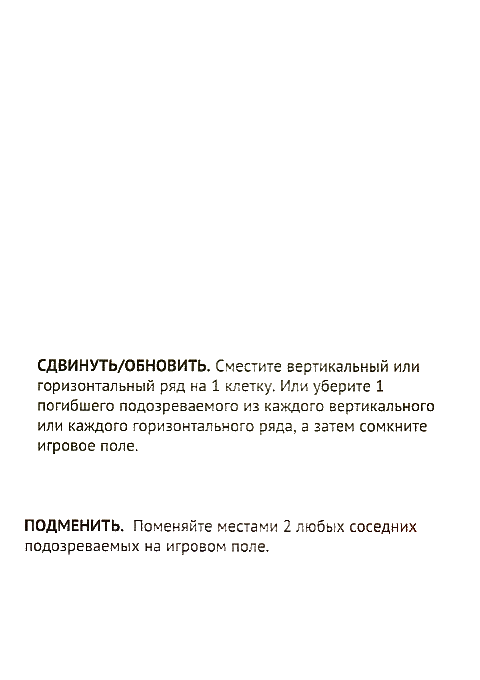 СДВИНУТЬ/ОБНОВИТЬ. Сместите вертикальный или
горизонтальный ряд на 1 клетку. Или уберите 1
погибшего подозреваемого из каждого вертикального
или каждого горизонтального ряда, а затем сомкните
игровое поле.
ПОДМЕНИТЬ. Поменяйте местами 2 любых соседних
подозреваемых на игровом поле.